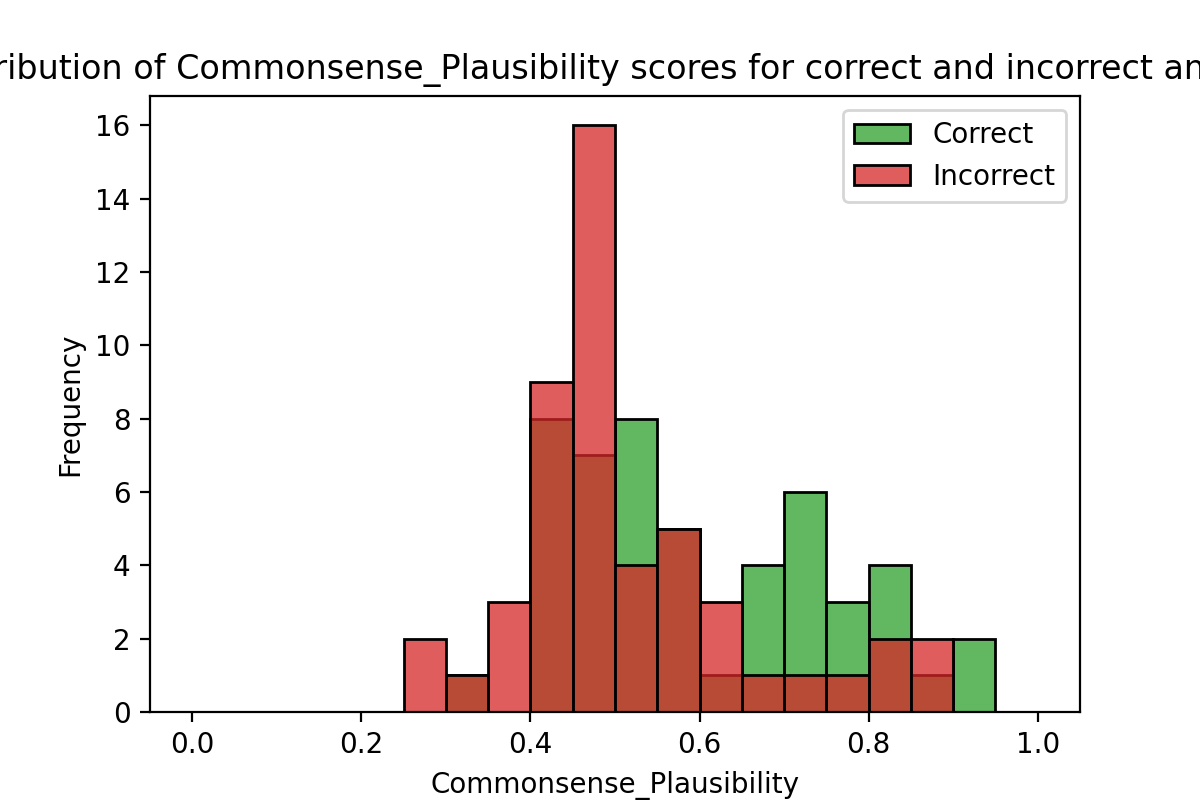 ribution of Commonsense_Plausibility scores for correct and incorrect an
Correct
Incorrect
16
14
12
10
8
6
4
2
0
Frequency
0.0 0.2 0.4 0.6 0.8 1.0
Commonsense_Plausibility